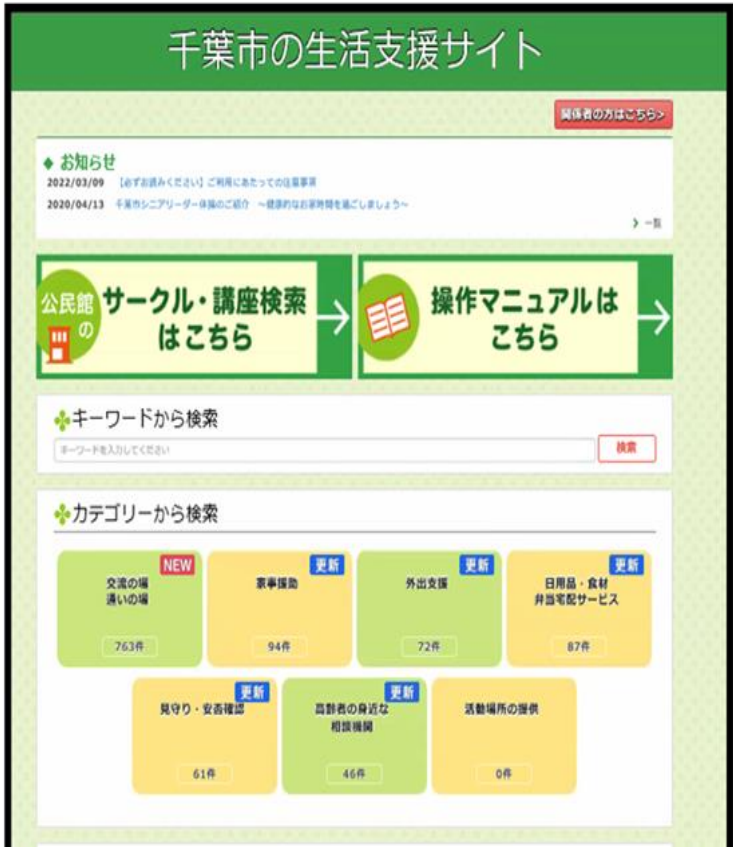 千葉市の生活支援サイト
関係者の方はこちら>
◆ お知らせ
2022/03/09 【必ずお読みください】ご利用にあたっての注意事項
2020/04/13 千葉市シニアリーダー体操のご紹介 ～健康的なお家時間を過ごしましょう～
> 一覧
公民館の
サークル・講座検索
はこちら
操作マニュアルは
こちら
キーワードから検索
キーワードを入力してください
検索
カテゴリーから検索
NEW
交流の場
通いの場
763件
更新
家事援助
94件
更新
外出支援
72件
更新
日用品・食材
弁当宅配サービス
87件
更新
見守り・安否確認
61件
更新
高齢者の身近な
相談機関
46件
活動場所の提供
0件